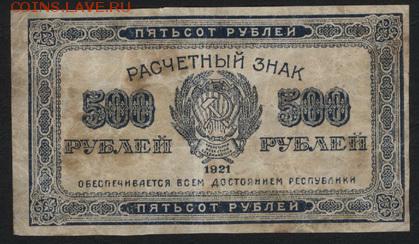 COINS.LAVE.RU
ПЯТЬСОТ РУБЛЕЙ
РАСЧЕТНЫЙ ЗНАК
500 500
РУБЛЕЙ РУБЛЕЙ
1921
ОБЕСПЕЧИВАЕТСЯ ВСЕМ ДОСТОЯНИЕМ РЕСПУБЛИКИ
ПЯТЬСОТ РУБЛЕЙ